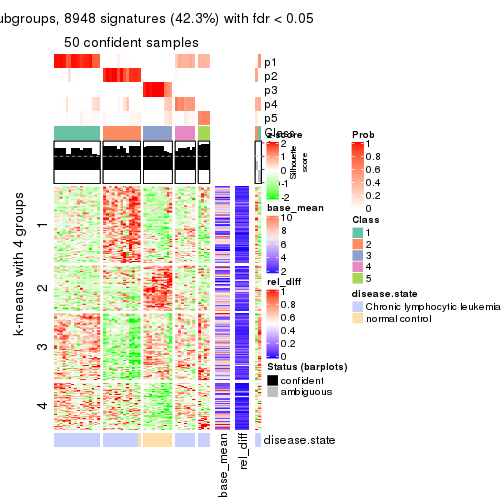 ubgroups, 8948 signatures (42.3%) with fdr < 0.05
50 confident samples
p1
p2
p3
p4
p5
Class
z-score
2
1
0
-1
-2
Silhouette
score
base_mean
10
8
6
4
2
rel_diff
1
0.8
0.6
0.4
0.2
0
Status (barplots)
confident
ambiguous
Prob
1
0.8
0.6
0.4
0.2
0
Class
1
2
3
4
5
disease.state
Chronic lymphocytic leukemia
normal control
k-means with 4 groups
1
2
3
4
disease.state
base_mean
rel_diff